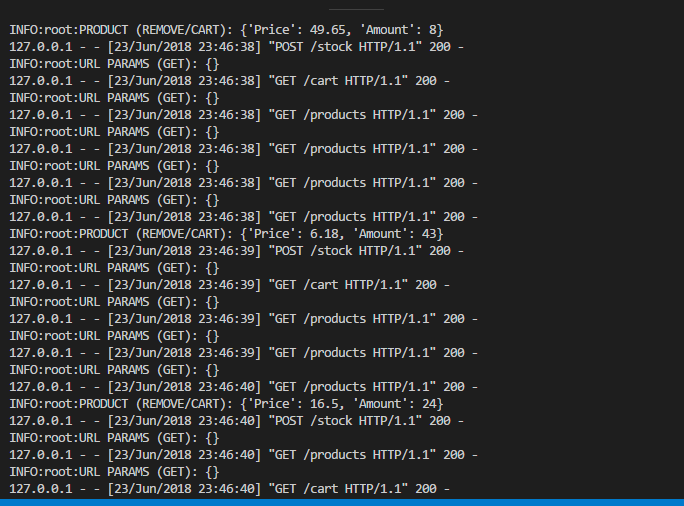 INFO:root:PRODUCT (REMOVE/CART): {'Price': 49.65, 'Amount': 8}
127.0.0.1 - - [23/Jun/2018 23:46:38] "POST /stock HTTP/1.1" 200 -
INFO:root:URL PARAMS (GET): {}
127.0.0.1 - - [23/Jun/2018 23:46:38] "GET /cart HTTP/1.1" 200 -
INFO:root:URL PARAMS (GET): {}
127.0.0.1 - - [23/Jun/2018 23:46:38] "GET /products HTTP/1.1" 200 -
INFO:root:URL PARAMS (GET): {}
127.0.0.1 - - [23/Jun/2018 23:46:38] "GET /products HTTP/1.1" 200 -
INFO:root:URL PARAMS (GET): {}
127.0.0.1 - - [23/Jun/2018 23:46:38] "GET /products HTTP/1.1" 200 -
INFO:root:URL PARAMS (GET): {}
127.0.0.1 - - [23/Jun/2018 23:46:38] "GET /products HTTP/1.1" 200 -
INFO:root:PRODUCT (REMOVE/CART): {'Price': 6.18, 'Amount': 43}
127.0.0.1 - - [23/Jun/2018 23:46:39] "POST /stock HTTP/1.1" 200 -
INFO:root:URL PARAMS (GET): {}
127.0.0.1 - - [23/Jun/2018 23:46:39] "GET /cart HTTP/1.1" 200 -
INFO:root:URL PARAMS (GET): {}
127.0.0.1 - - [23/Jun/2018 23:46:39] "GET /products HTTP/1.1" 200 -
INFO:root:URL PARAMS (GET): {}
127.0.0.1 - - [23/Jun/2018 23:46:39] "GET /products HTTP/1.1" 200 -
INFO:root:URL PARAMS (GET): {}
127.0.0.1 - - [23/Jun/2018 23:46:40] "GET /products HTTP/1.1" 200 -
INFO:root:PRODUCT (REMOVE/CART): {'Price': 16.5, 'Amount': 24}
127.0.0.1 - - [23/Jun/2018 23:46:40] "POST /stock HTTP/1.1" 200 -
INFO:root:URL PARAMS (GET): {}
127.0.0.1 - - [23/Jun/2018 23:46:40] "GET /products HTTP/1.1" 200 -
INFO:root:URL PARAMS (GET): {}
127.0.0.1 - - [23/Jun/2018 23:46:40] "GET /cart HTTP/1.1" 200 -